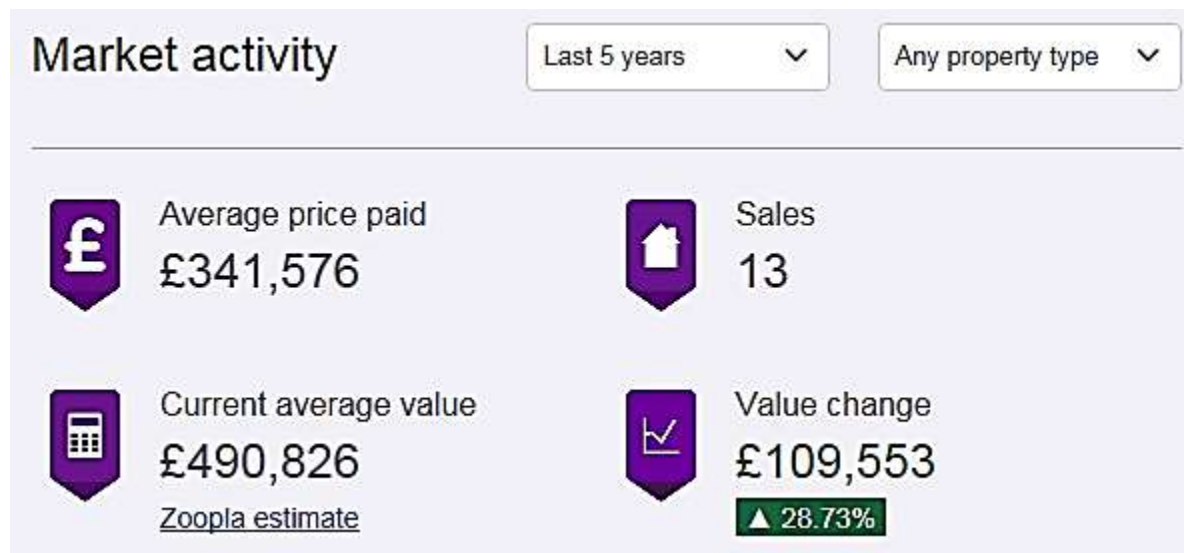 Market activity
Last 5 years
Any property type
£
Average price paid
£341,576
Sales
13
Current average value
£490,826
Zoopla estimate
Value change
£109,553
▲ 28.73%